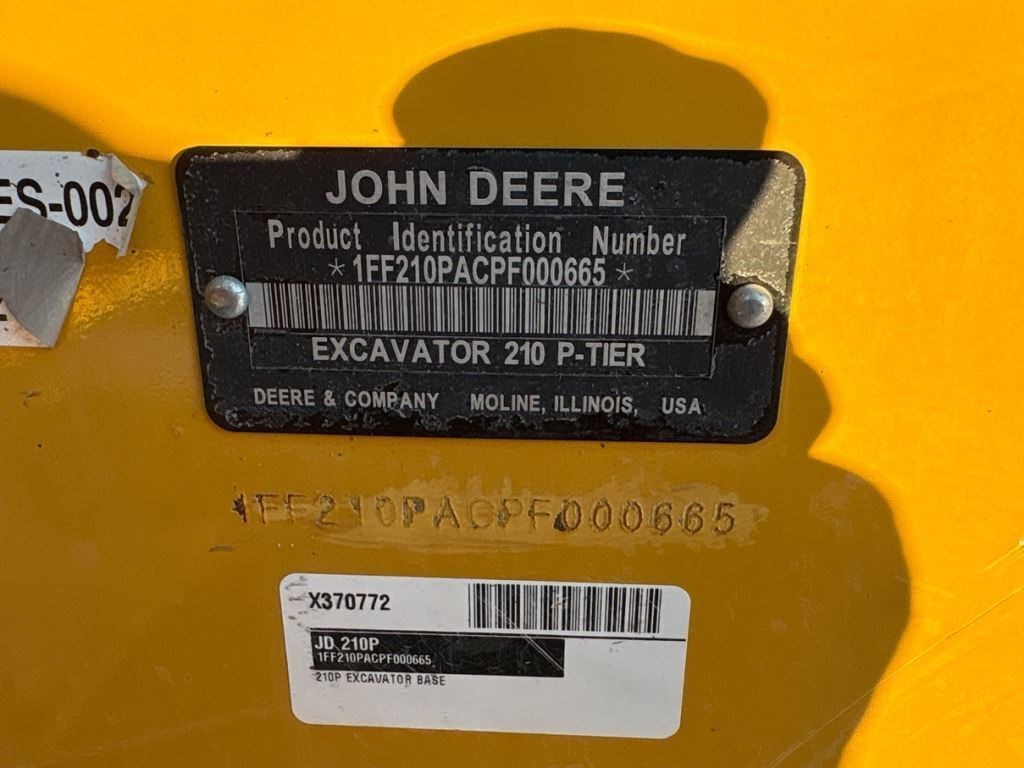 ES-002
JOHN DEERE
Product Identification Number
* 1FF210PACPF000665 *
EXCAVATOR 210 P-TIER
DEERE & COMPANY MOLINE, ILLINOIS, USA
1FF210PACPF000665
X370772
JD 210P
1FF210PACPF000665
210P EXCAVATOR BASE